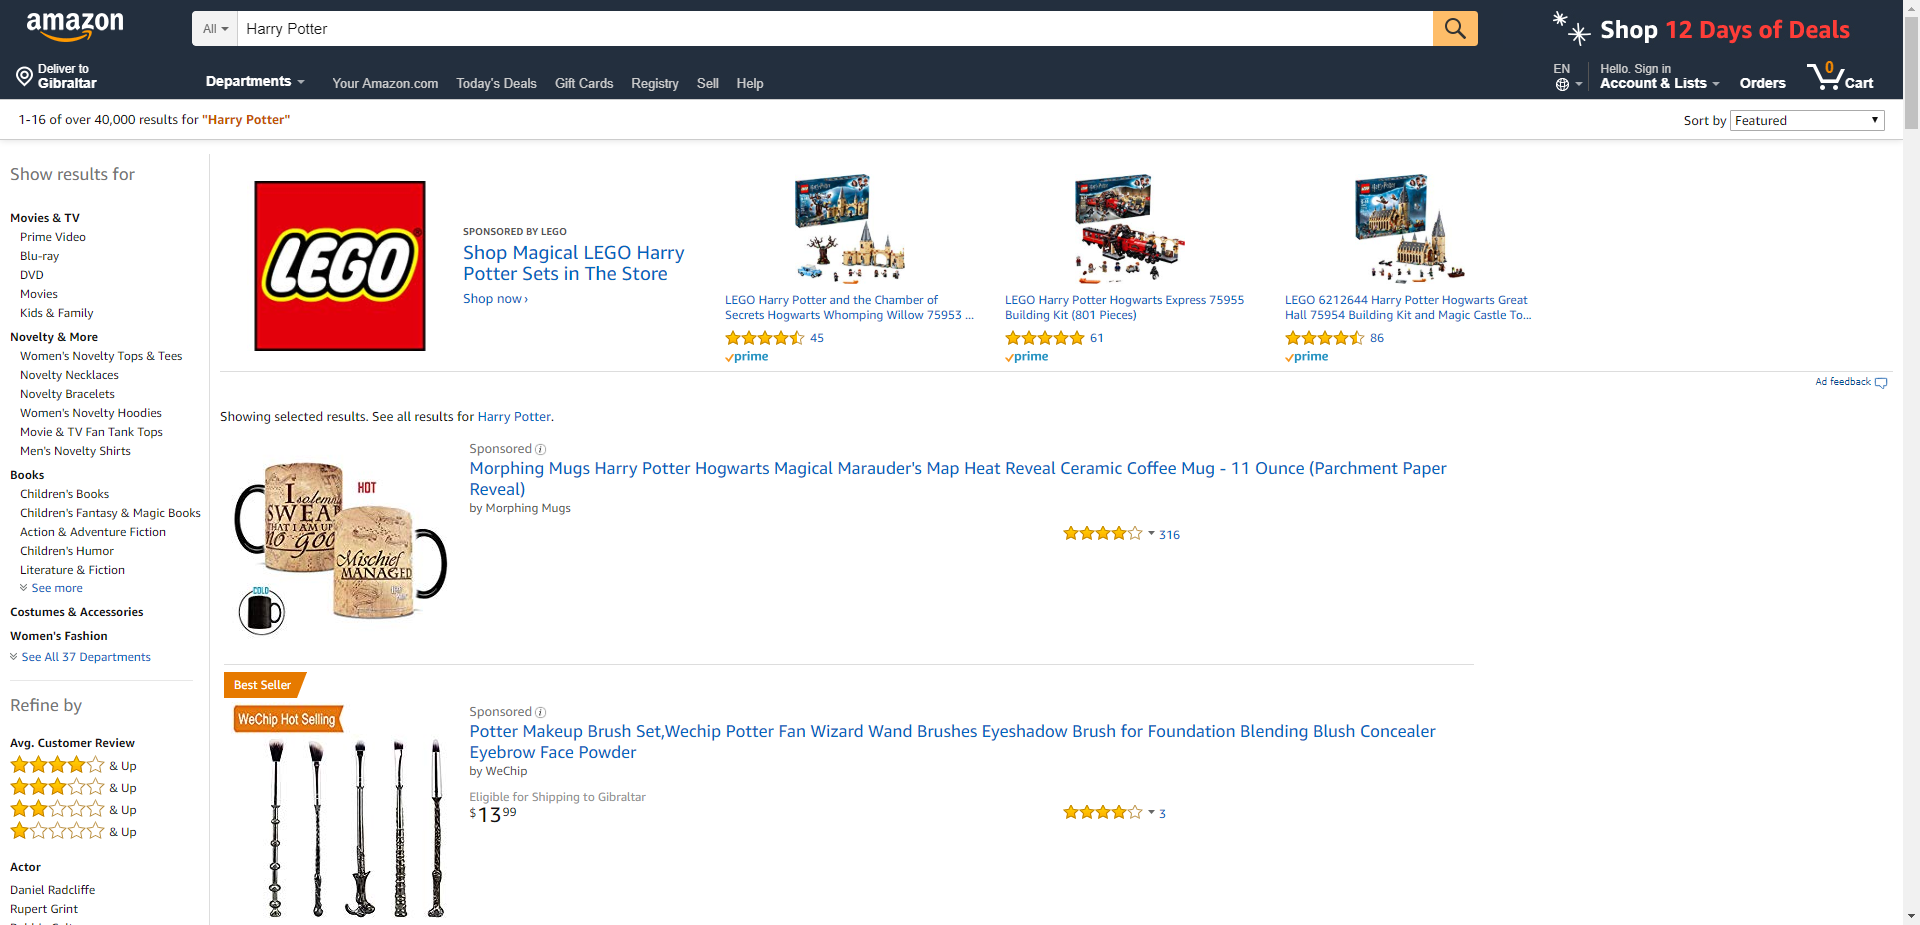 amazon
All
Harry Potter
Shop 12 Days of Deals
Deliver to
Gibraltar
Departments
Your Amazon.com
Today's Deals
Gift Cards
Registry
Sell
Help
EN
Hello. Sign in
Account & Lists
Orders
0
Cart
1-16 of over 40,000 results for "Harry Potter"
Sort by Featured
Show results for
Movies & TV
Prime Video
Blu-ray
DVD
Movies
Kids & Family
Novelty & More
Women's Novelty Tops & Tees
Novelty Necklaces
Novelty Bracelets
Women's Novelty Hoodies
Movie & TV Fan Tank Tops
Men's Novelty Shirts
Books
Children's Books
Children's Fantasy & Magic Books
Action & Adventure Fiction
Children's Humor
Literature & Fiction
See more
Costumes & Accessories
Women's Fashion
See All 37 Departments
Refine by
Avg. Customer Review
& Up
& Up
& Up
& Up
Actor
Daniel Radcliffe
Rupert Grint
LEGO
SPONSORED BY LEGO
Shop Magical LEGO Harry
Potter Sets in The Store
Shop now ›
LEGO Harry Potter and the Chamber of
Secrets Hogwarts Whomping Willow 75953 ...
45
prime
LEGO Harry Potter Hogwarts Express 75955
Building Kit (801 Pieces)
61
prime
LEGO 6212644 Harry Potter Hogwarts Great
Hall 75954 Building Kit and Magic Castle To...
86
prime
Ad feedback
Showing selected results. See all results for Harry Potter.
I solemnly
SWEAR
THAT I AM UP
no goo
HOT
Mischief
MANAGED
COLD
Sponsored
Morphing Mugs Harry Potter Hogwarts Magical Marauder's Map Heat Reveal Ceramic Coffee Mug - 11 Ounce (Parchment Paper
Reveal)
by Morphing Mugs
316
Best Seller
WeChip Hot Selling
Sponsored
Potter Makeup Brush Set,Wechip Potter Fan Wizard Wand Brushes Eyeshadow Brush for Foundation Blending Blush Concealer
Eyebrow Face Powder
by WeChip
Eligible for Shipping to Gibraltar
$13.99
3